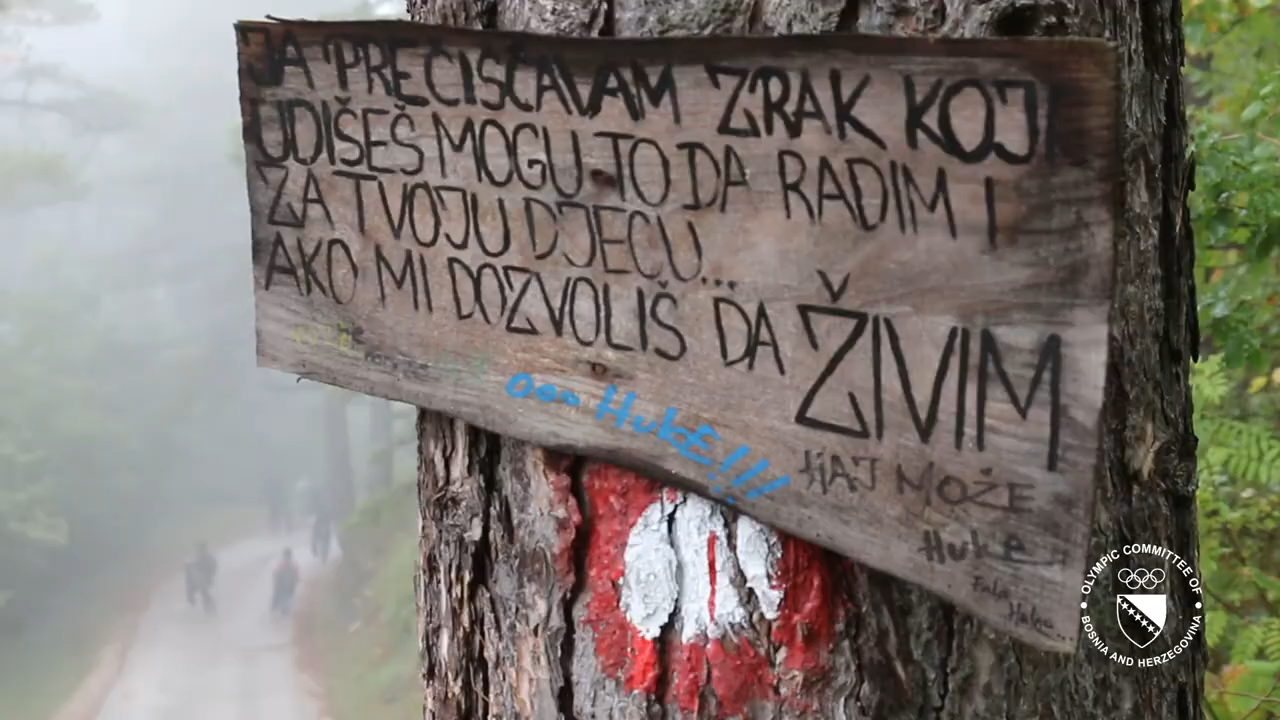 JA PREČIŠĆAVAM ZRAK KOJI
UDIŠEŠ MOGU TO DA RADIM I
ZA TVOJU DJECU...
AKO MI DOZVOLIŠ DA ŽIVIM
ooo HukE!!!
HAJ MOŽE
Huke
OLYMPIC COMMITTEE OF
BOSNIA AND HERZEGOVINA